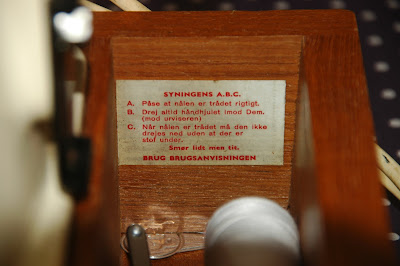 SYNINGENS A.B.C.
A. Påse at nålen er trådet rigtigt.
B. Drej altid håndhjulet imod Dem.
(mod urviseren)
C. Når nålen er trådet må den ikke
drejes ned uden at der er
stof under.
Smør lidt men tit.
BRUG BRUGSANVISNINGEN